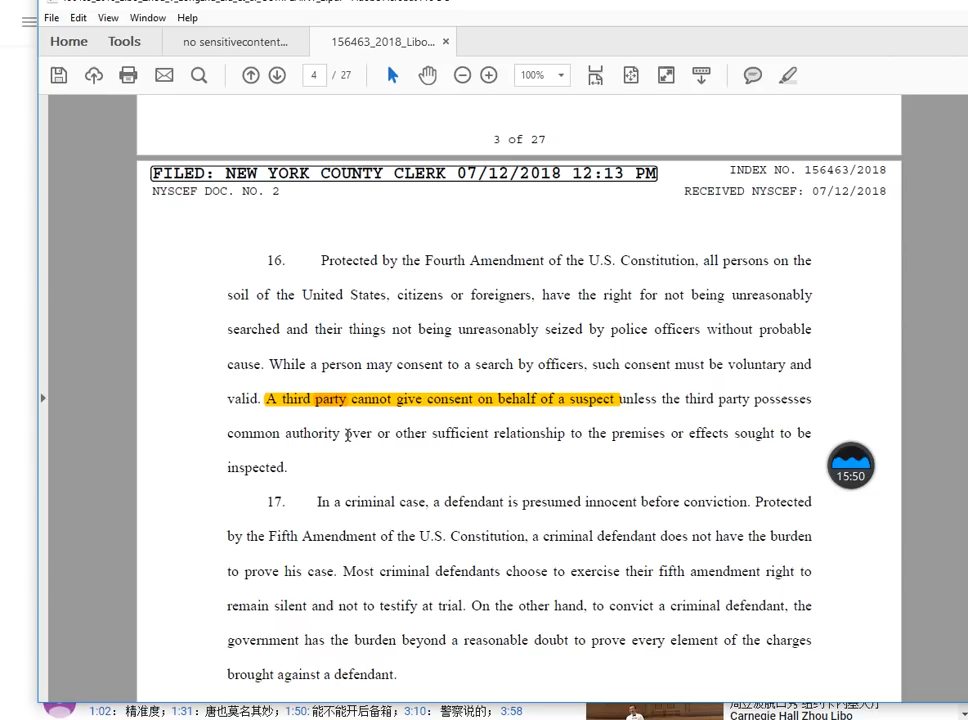 File Edit View Window Help
Home Tools no sensitivecontent... 156463_2018_Libo... ×
4 / 27 100%
3 of 27
FILED: NEW YORK COUNTY CLERK 07/12/2018 12:13 PM INDEX NO. 156463/2018
NYSCEF DOC. NO. 2 RECEIVED NYSCEF: 07/12/2018
16. Protected by the Fourth Amendment of the U.S. Constitution, all persons on the
soil of the United States, citizens or foreigners, have the right for not being unreasonably
searched and their things not being unreasonably seized by police officers without probable
cause. While a person may consent to a search by officers, such consent must be voluntary and
valid. A third party cannot give consent on behalf of a suspect unless the third party possesses
common authority over or other sufficient relationship to the premises or effects sought to be
inspected.
15:50
17. In a criminal case, a defendant is presumed innocent before conviction. Protected
by the Fifth Amendment of the U.S. Constitution, a criminal defendant does not have the burden
to prove his case. Most criminal defendants choose to exercise their fifth amendment right to
remain silent and not to testify at trial. On the other hand, to convict a criminal defendant, the
government has the burden beyond a reasonable doubt to prove every element of the charges
brought against a defendant.
1:02: 精准度；1:31：唐也莫名其妙；1:50: 能不能开后备箱；3:10： 警察说的；3:58
Carnegie Hall Zhou Libo